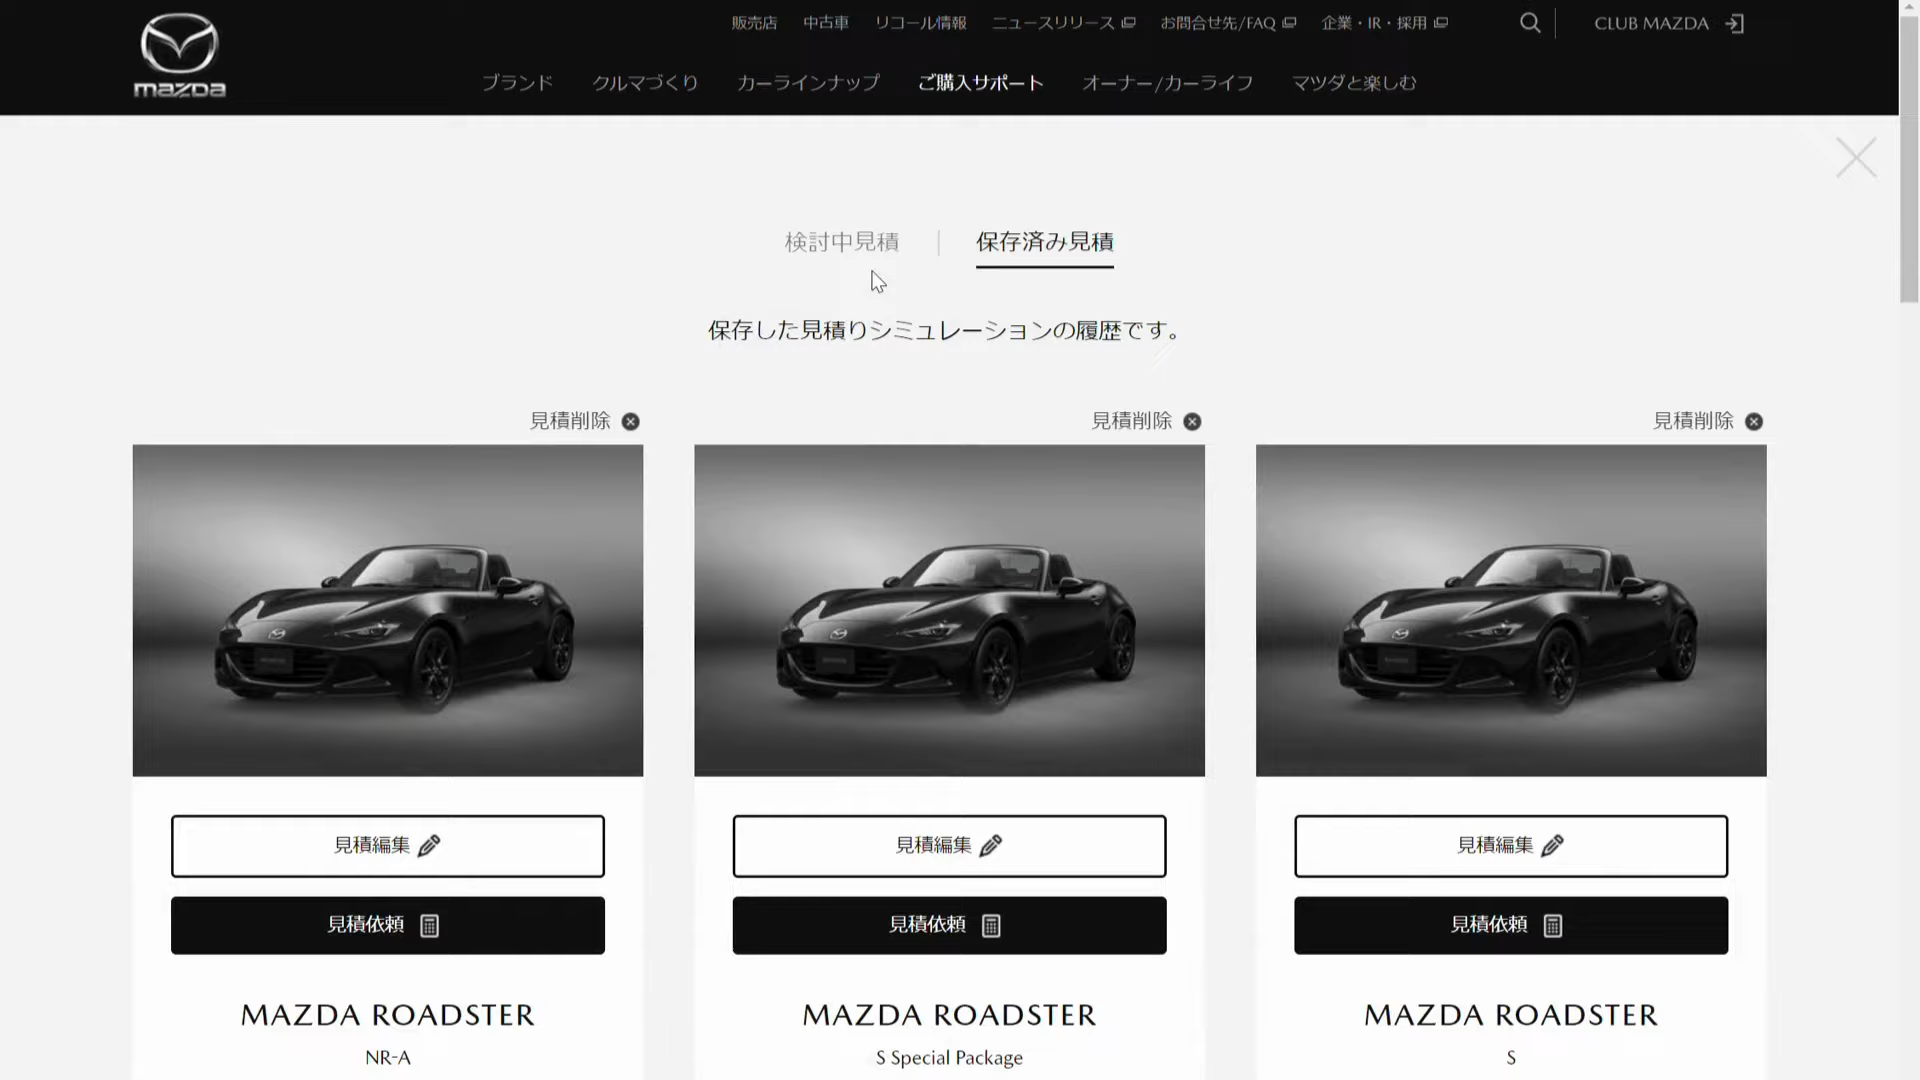 販売店 中古車 リコール情報 ニュースリリース お問合せ先/FAQ 企業・IR・採用 CLUB MAZDA
mazda
ブランド クルマづくり カーラインナップ ご購入サポート オーナー/カーライフ マツダと楽しむ
検討中見積 保存済み見積
保存した見積りシミュレーションの履歴です。
見積削除 見積削除 見積削除
見積編集 見積編集 見積編集
見積依頼 見積依頼 見積依頼
MAZDA ROADSTER MAZDA ROADSTER MAZDA ROADSTER
NR-A S Special Package S